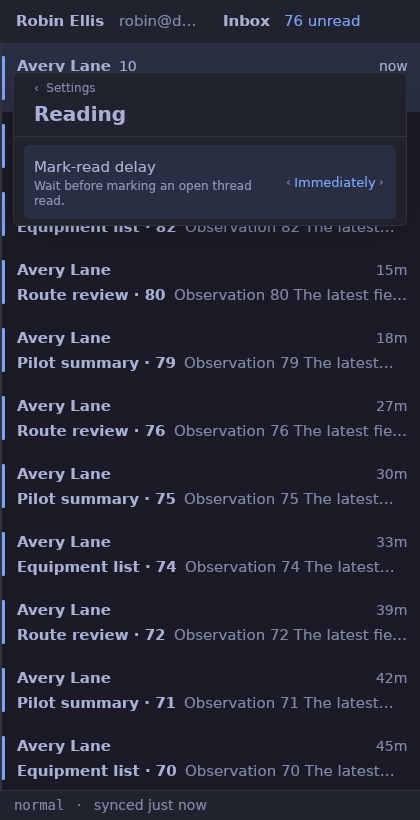 Robin Ellis robin@d… Inbox 76 unread
Avery Lane 10 now
‹ Settings
Reading
Mark-read delay
Wait before marking an open thread
read.
‹ Immediately ›
Equipment list · 82 Observation 82 The latest…
Avery Lane 15m
Route review · 80 Observation 80 The latest fie…
Avery Lane 18m
Pilot summary · 79 Observation 79 The latest…
Avery Lane 27m
Route review · 76 Observation 76 The latest fie…
Avery Lane 30m
Pilot summary · 75 Observation 75 The latest…
Avery Lane 33m
Equipment list · 74 Observation 74 The latest…
Avery Lane 39m
Route review · 72 Observation 72 The latest fie…
Avery Lane 42m
Pilot summary · 71 Observation 71 The latest…
Avery Lane 45m
Equipment list · 70 Observation 70 The latest…
normal · synced just now